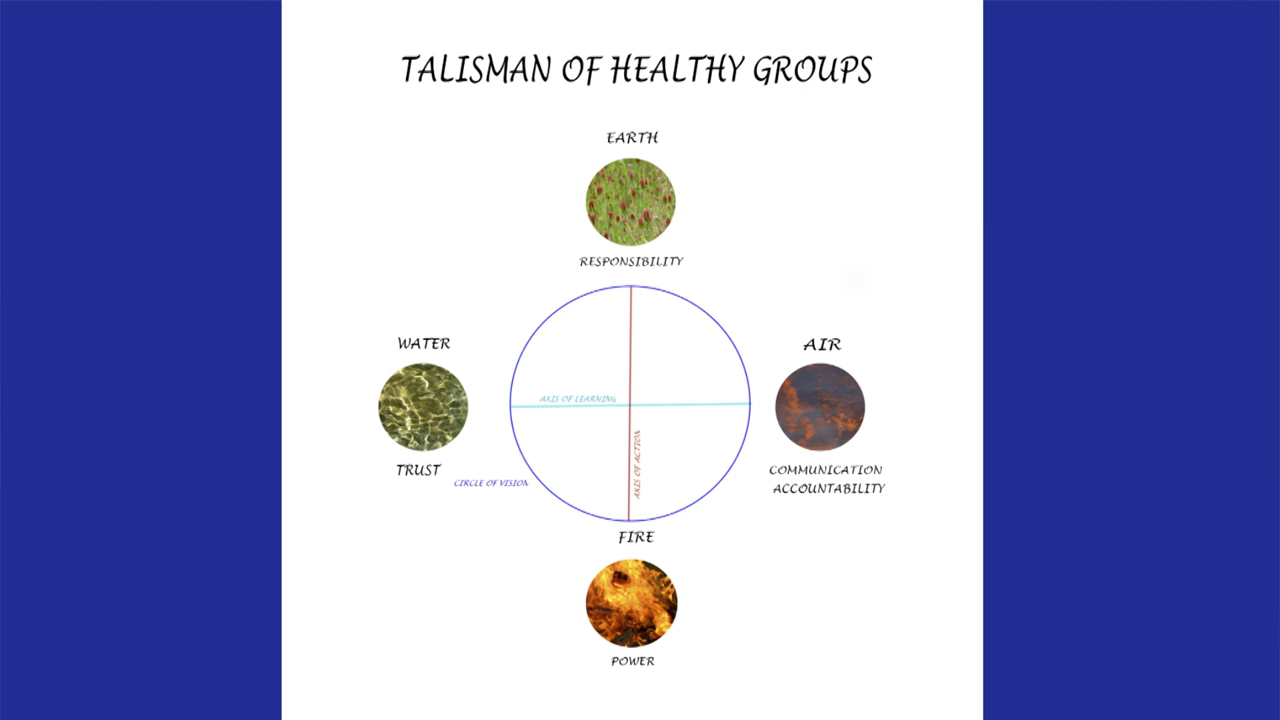 TALISMAN OF HEALTHY GROUPS
EARTH
RESPONSIBILITY
WATER
AIR
AXIS OF LEARNING
AXIS OF ACTION
TRUST
COMMUNICATION
ACCOUNTABILITY
CIRCLE OF VISION
FIRE
POWER